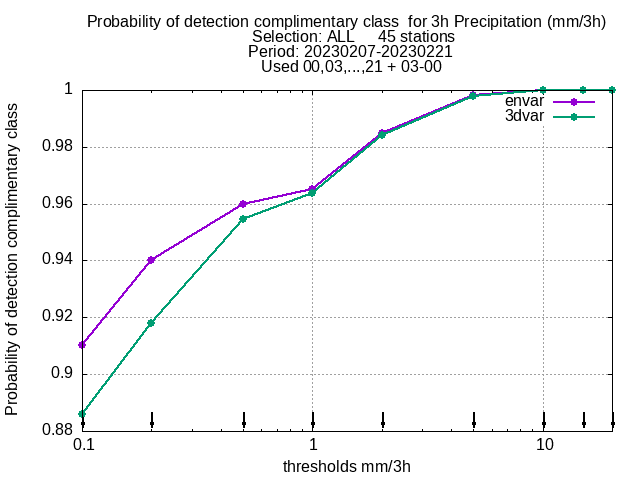 Probability of detection complimentary class  for 3h Precipitation (mm/3h)
Selection: ALL     45 stations
Period: 20230207-20230221
Used 00,03,...,21 + 03-00
envar
3dvar
1
0.98
0.96
0.94
0.92
0.9
0.88
Probability of detection complimentary class
0.1 1 10
thresholds mm/3h